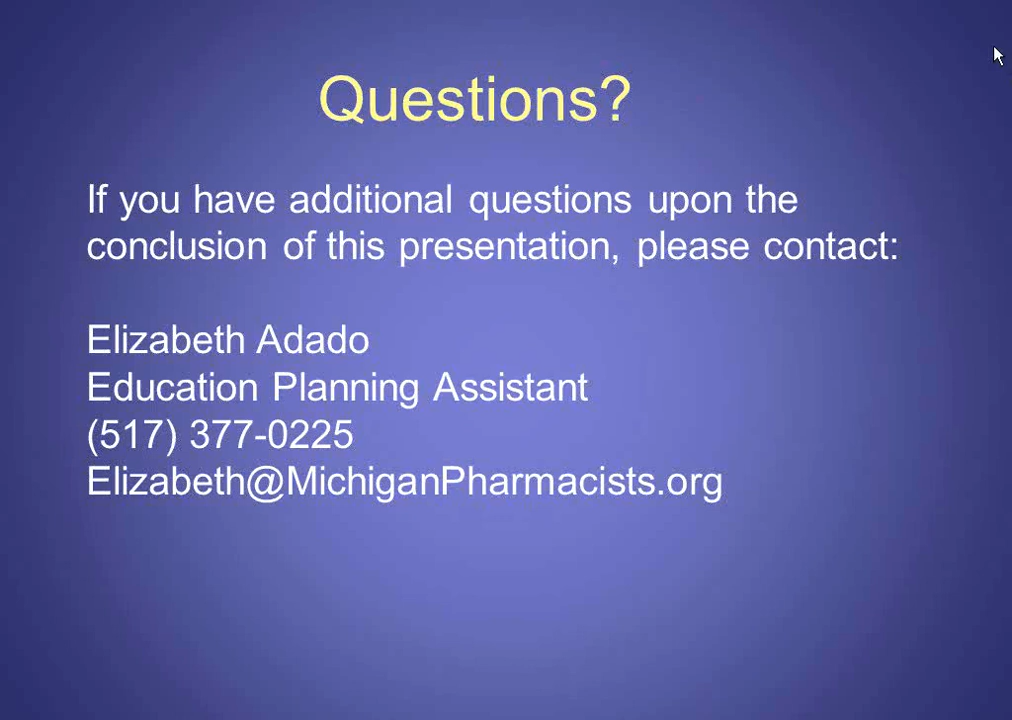 Questions?
If you have additional questions upon the
conclusion of this presentation, please contact:
Elizabeth Adado
Education Planning Assistant
(517) 377-0225
Elizabeth@MichiganPharmacists.org